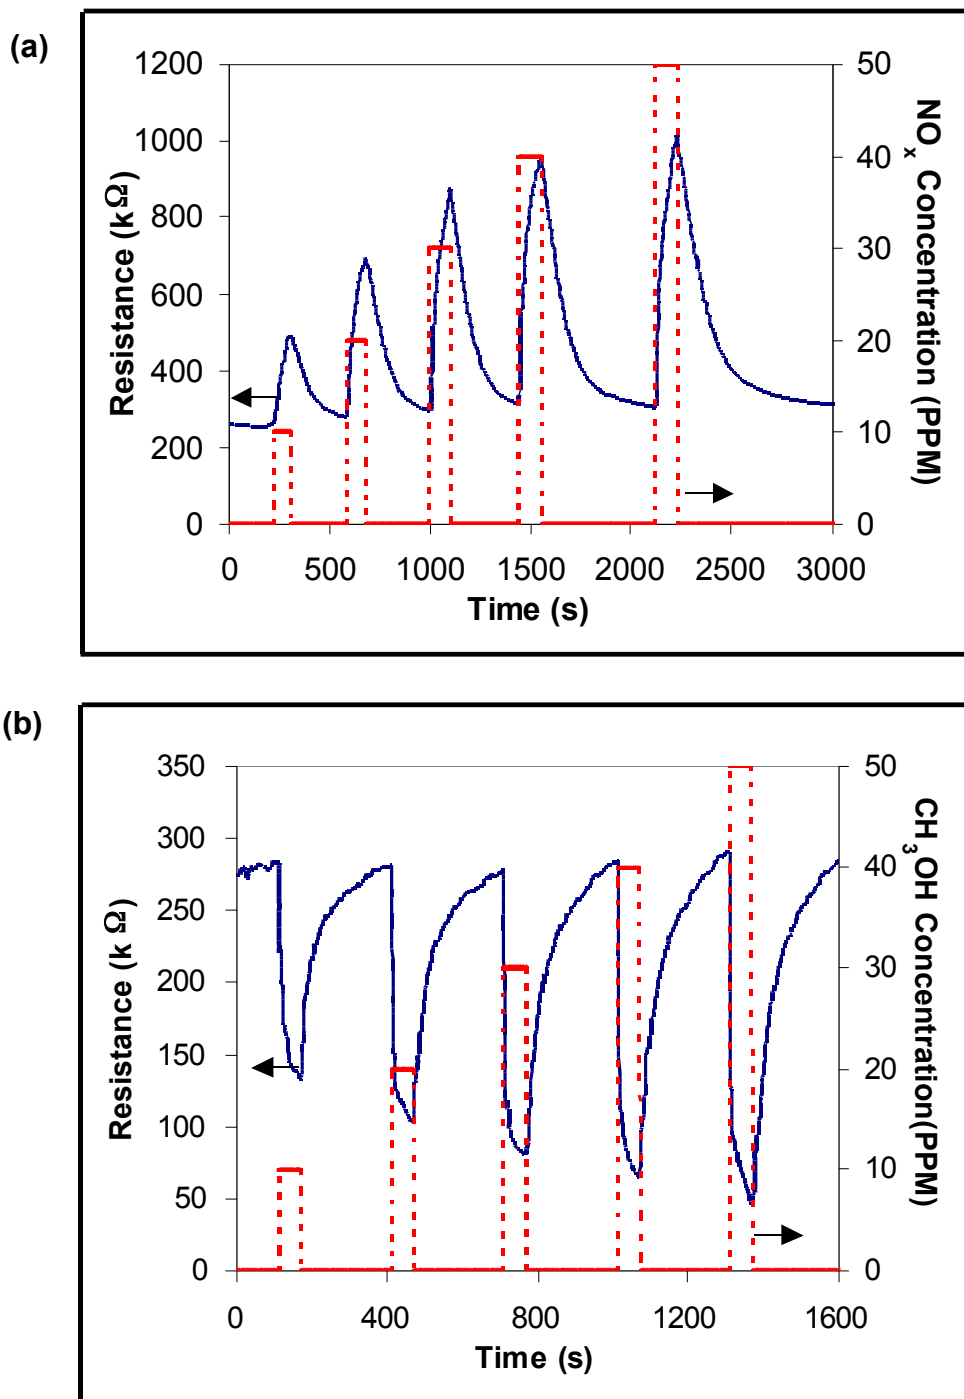 (a)
1200
1000
800
600
400
200
0
Resistance (kΩ)
50
40
30
20
10
0
NOx Concentration (PPM)
0 500 1000 1500 2000 2500 3000
Time (s)
(b)
350
300
250
200
150
100
50
0
Resistance (k Ω)
50
40
30
20
10
0
CH3OH Concentration(PPM)
0 400 800 1200 1600
Time (s)